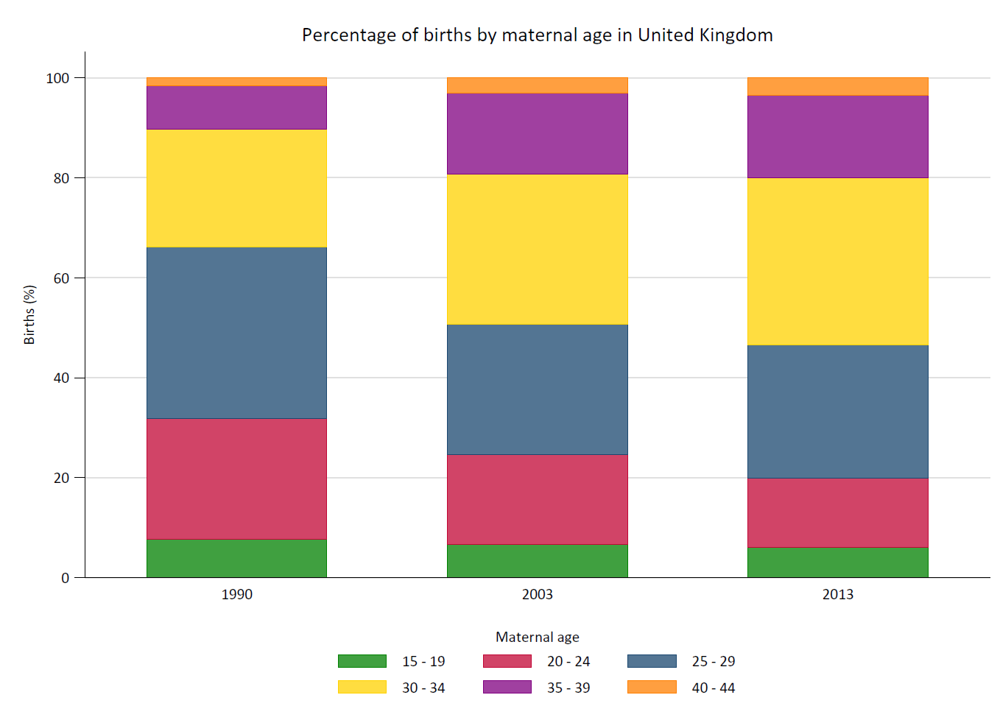 Percentage of births by maternal age in United Kingdom
100
80
60
40
20
0
Births (%)
1990 2003 2013
Maternal age
15 - 19 20 - 24 25 - 29
30 - 34 35 - 39 40 - 44